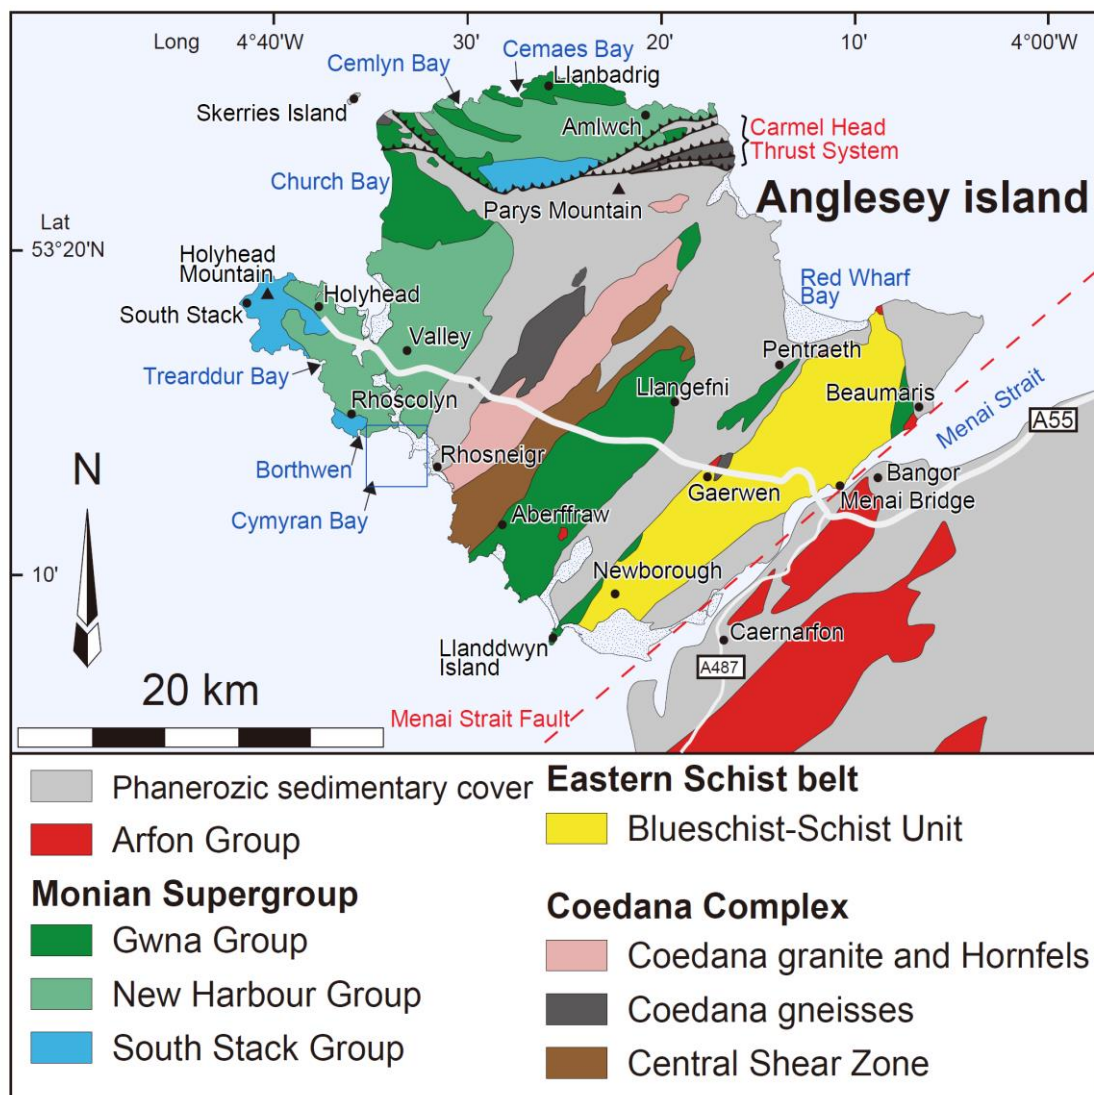 Long
4°40'W
30'
20'
10'
4°00'W
Cemaes Bay
Cemlyn Bay
Llanbadrig
Skerries Island
Amlwch
Carmel Head
Thrust System
Church Bay
Parys Mountain
Anglesey island
Lat
53°20'N
Holyhead
Mountain
Holyhead
South Stack
Red Wharf
Bay
Valley
Pentraeth
Trearddur Bay
Llangefni
Beaumaris
Menai Strait
Rhoscolyn
A55
Borthwen
Rhosneigr
Gaerwen
Bangor
Menai Bridge
Cymyran Bay
Aberffraw
N
10'
Newborough
Llanddwyn
Island
Caernarfon
A487
20 km
Menai Strait Fault
Phanerozic sedimentary cover
Arfon Group
Monian Supergroup
Gwna Group
New Harbour Group
South Stack Group
Eastern Schist belt
Blueschist-Schist Unit
Coedana Complex
Coedana granite and Hornfels
Coedana gneisses
Central Shear Zone